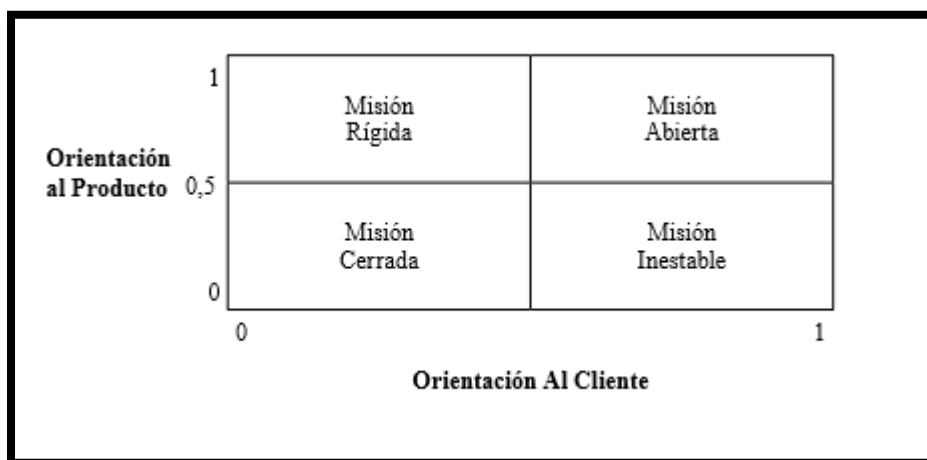 1
Misión
Rígida
Misión
Abierta
Orientación
al Producto
0,5
Misión
Cerrada
Misión
Inestable
0
0
1
Orientación Al Cliente